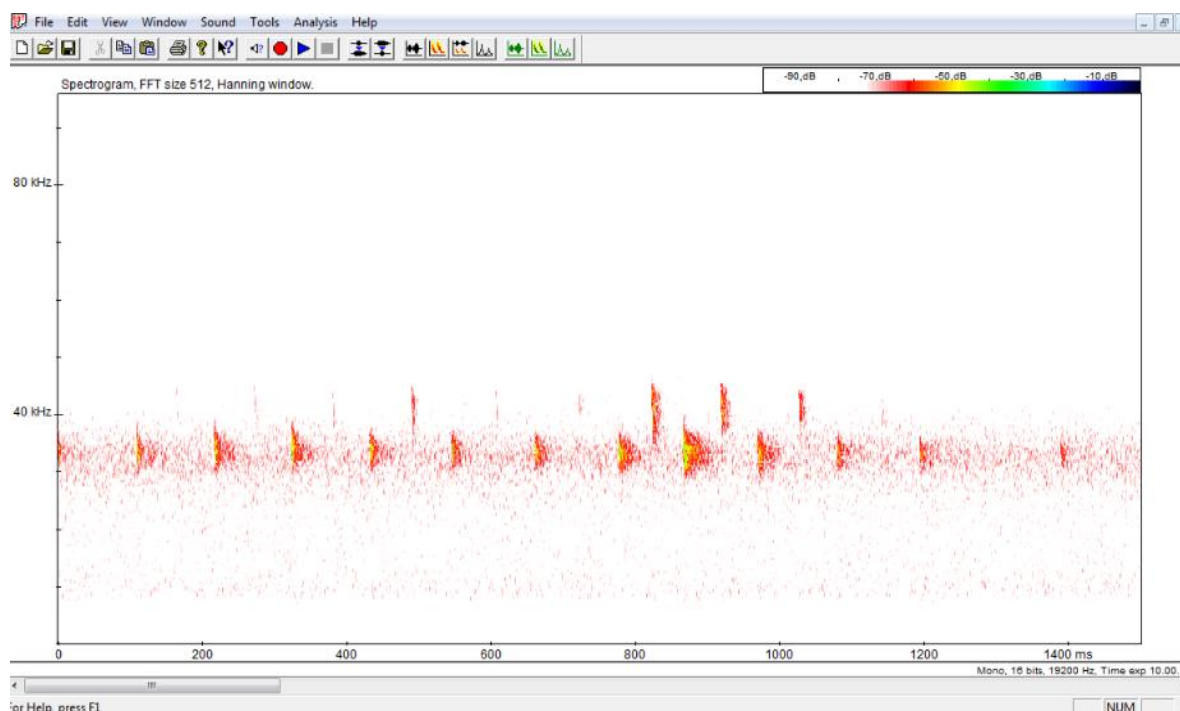 File Edit View Window Sound Tools Analysis Help
Spectrogram, FFT size 512, Hanning window.
-90,dB -70,dB -50,dB -30,dB -10,dB
80 kHz
40 kHz
0 200 400 600 800 1000 1200 1400 ms
Mono, 16 bits, 19200 Hz, Time exp 10.00.
For Help, press F1
NUM